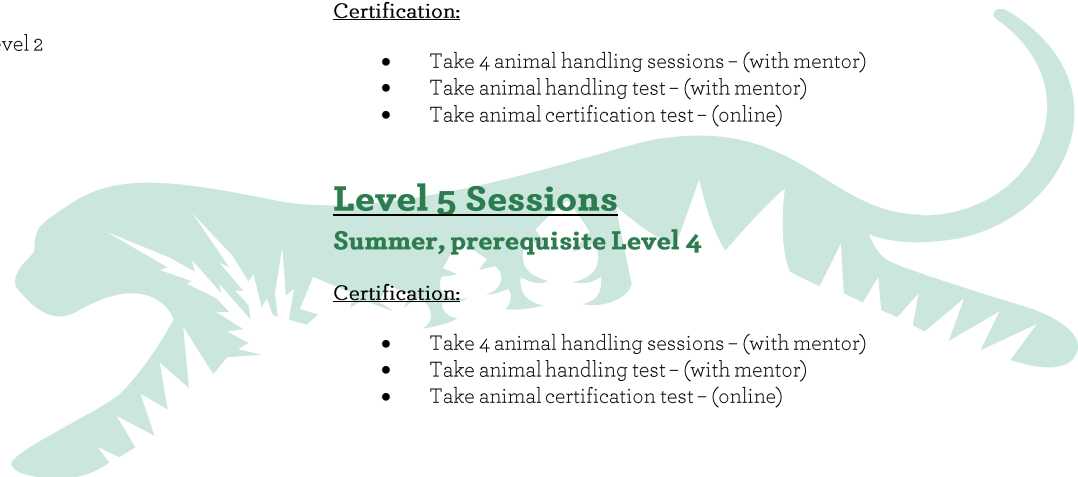 Certification:
evel 2
• Take 4 animal handling sessions – (with mentor)
• Take animal handling test – (with mentor)
• Take animal certification test – (online)
Level 5 Sessions
Summer, prerequisite Level 4
Certification:
• Take 4 animal handling sessions – (with mentor)
• Take animal handling test – (with mentor)
• Take animal certification test – (online)